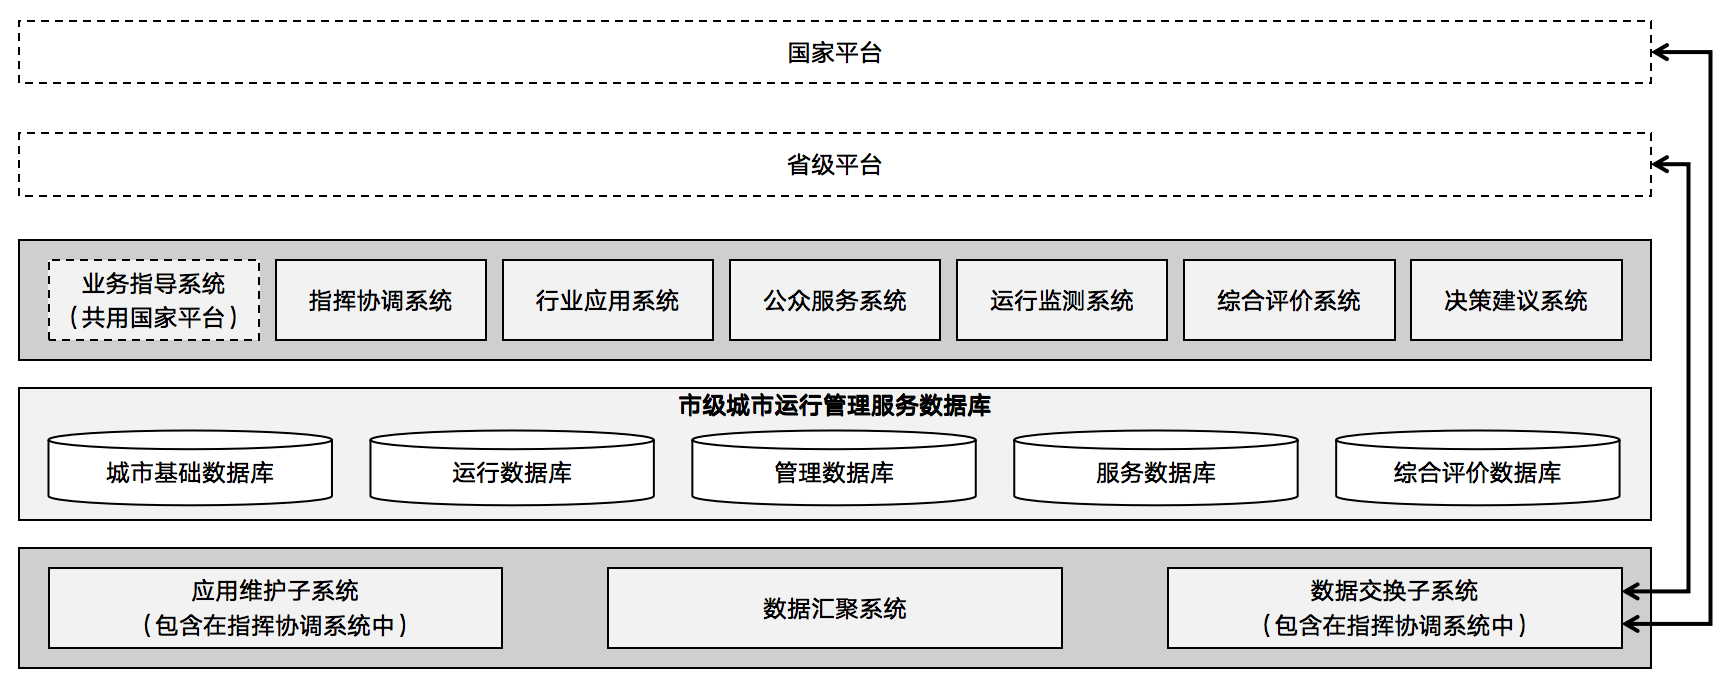 国家平台
省级平台
业务指导系统
（共用国家平台）
指挥协调系统
行业应用系统
公众服务系统
运行监测系统
综合评价系统
决策建议系统
市级城市运行管理服务数据库
城市基础数据库
运行数据库
管理数据库
服务数据库
综合评价数据库
应用维护子系统
（包含在指挥协调系统中）
数据汇聚系统
数据交换子系统
（包含在指挥协调系统中）